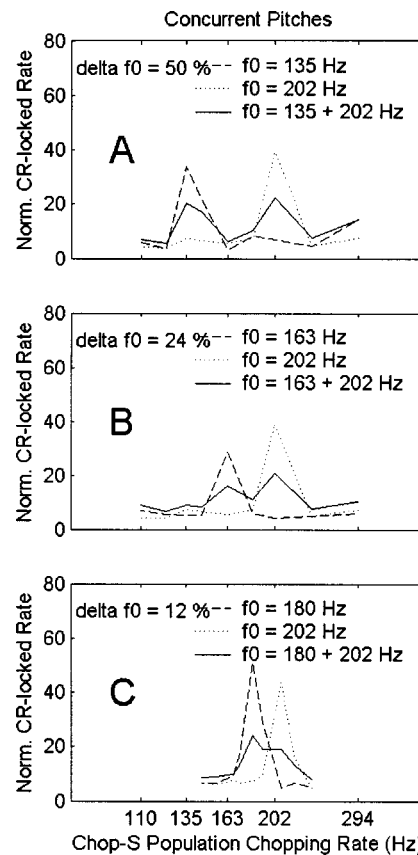 Concurrent Pitches
80
60
40
20
0
Norm. CR-locked Rate
delta f0 = 50 %
f0 = 135 Hz
f0 = 202 Hz
f0 = 135 + 202 Hz
A
80
60
40
20
0
Norm. CR-locked Rate
delta f0 = 24 %
f0 = 163 Hz
f0 = 202 Hz
f0 = 163 + 202 Hz
B
80
60
40
20
0
Norm. CR-locked Rate
delta f0 = 12 %
f0 = 180 Hz
f0 = 202 Hz
f0 = 180 + 202 Hz
C
110 135 163 202 294
Chop-S Population Chopping Rate (Hz)